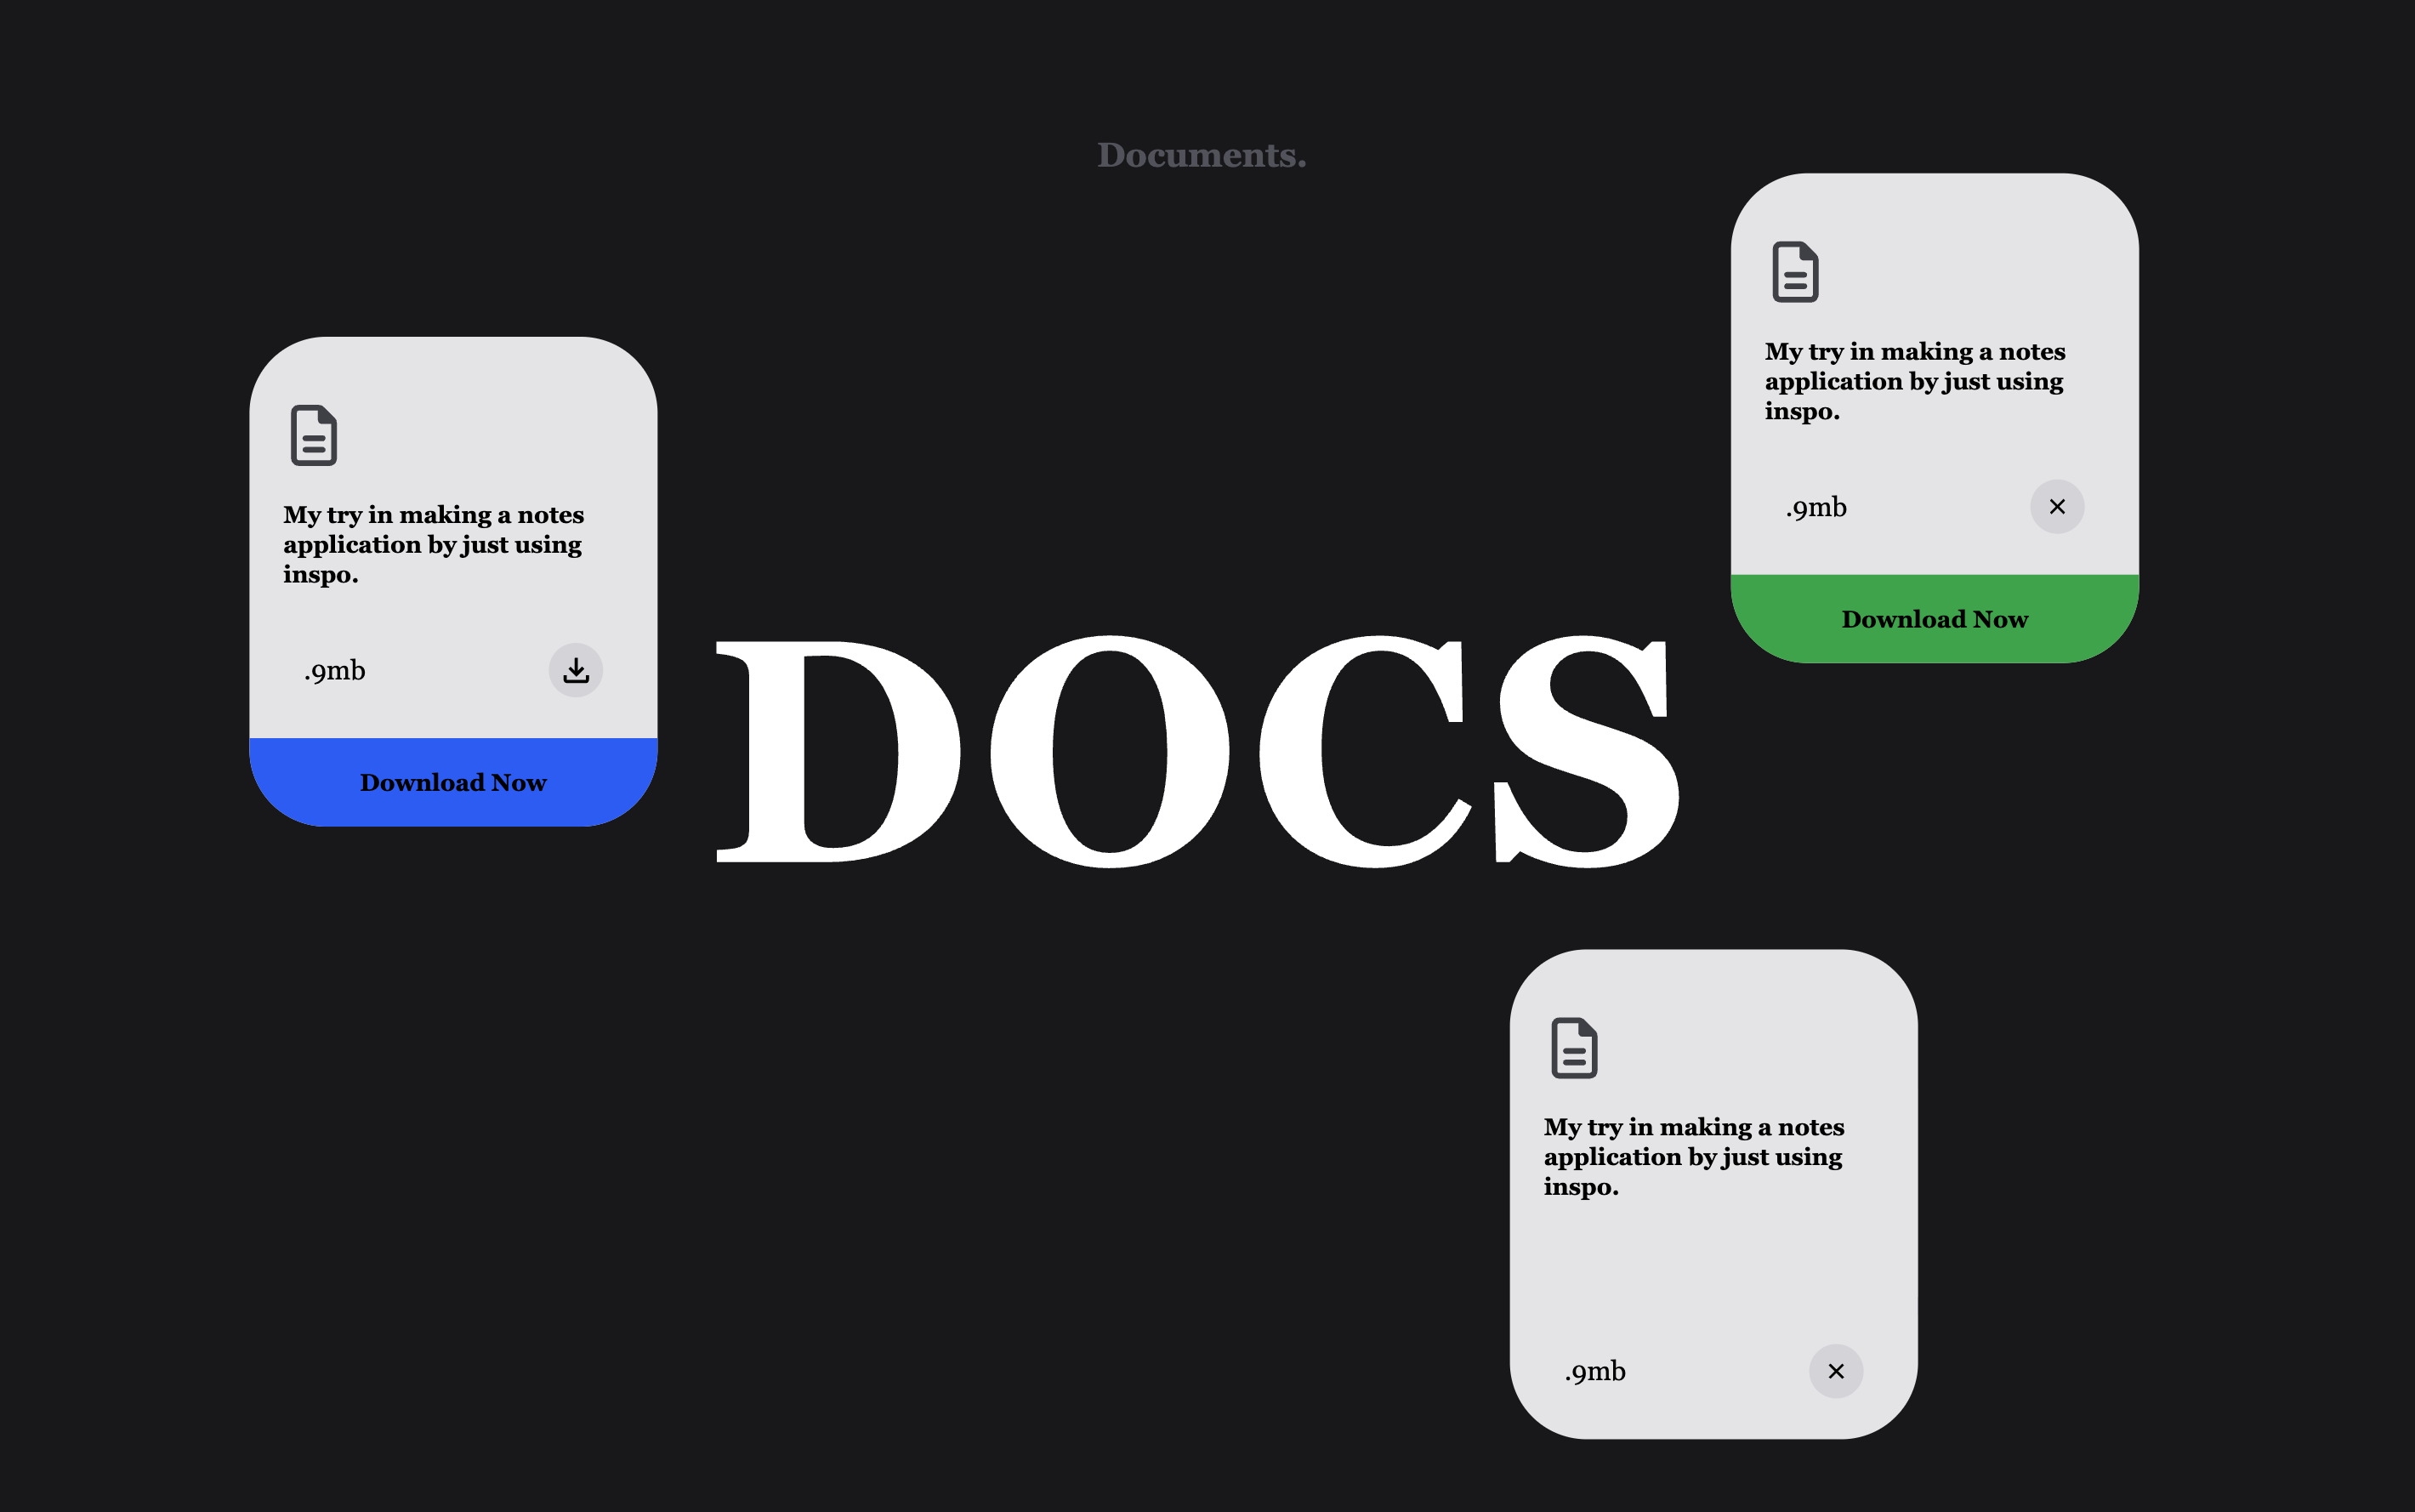 Documents.
My try in making a notes
application by just using
inspo.
.9mb
Download Now
DOCS
My try in making a notes
application by just using
inspo.
.9mb
Download Now
My try in making a notes
application by just using
inspo.
.9mb